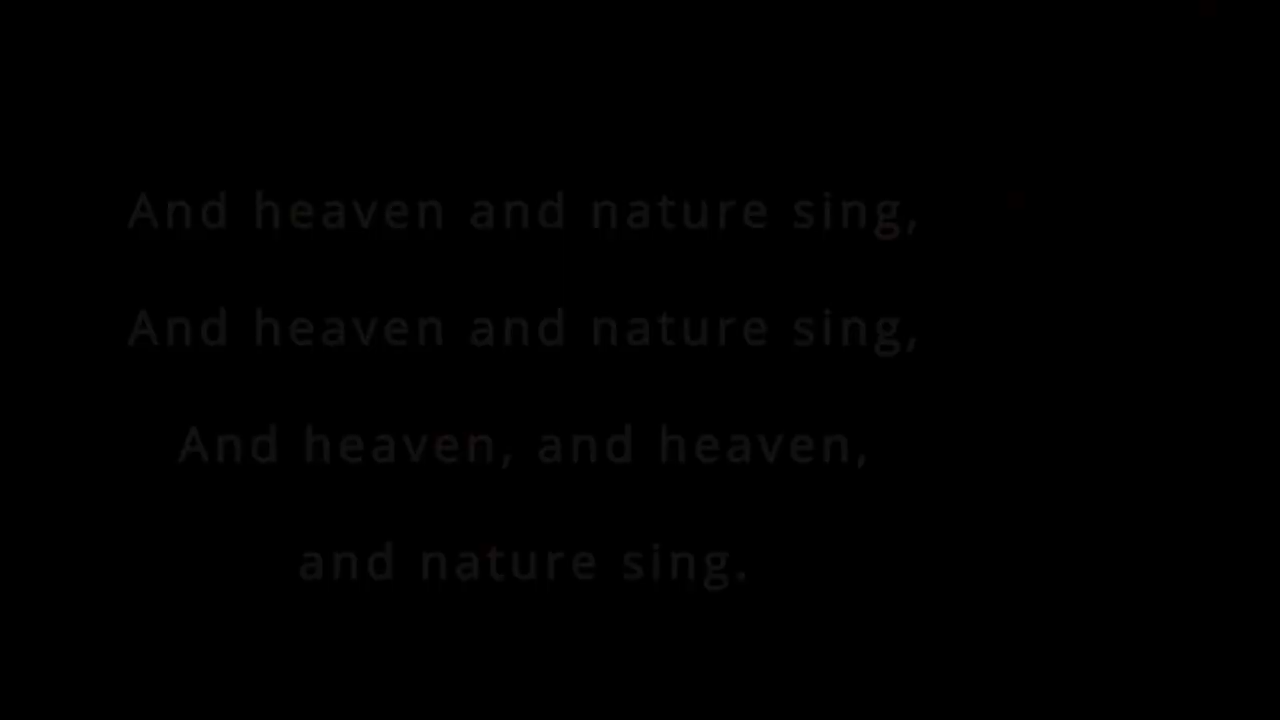 And heaven and nature sing,
And heaven and nature sing,
And heaven, and heaven,
and nature sing.